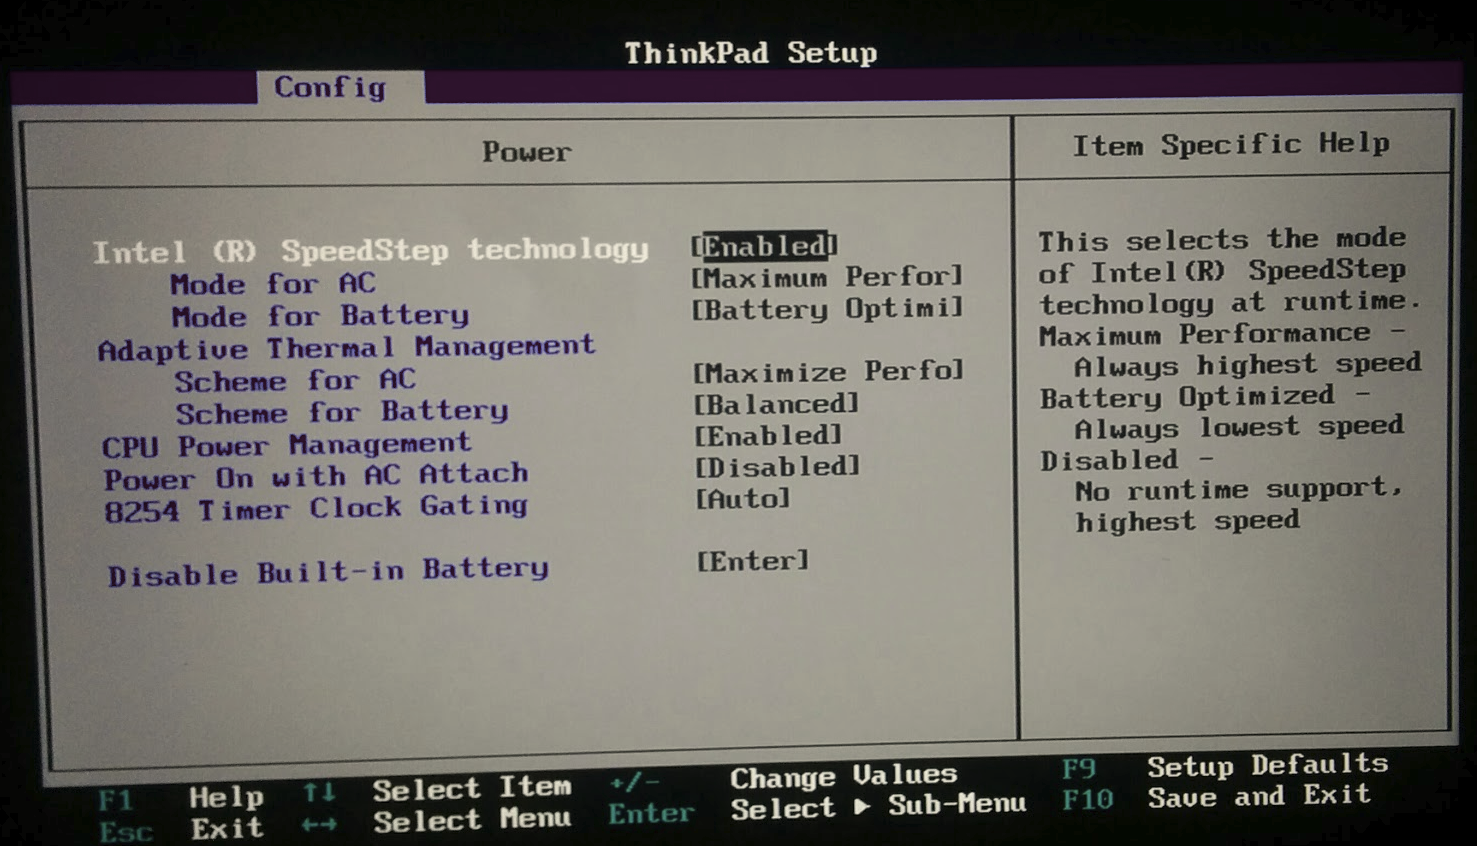 ThinkPad Setup
Config
Power
Item Specific Help
Intel (R) SpeedStep technology [Enabled]
Mode for AC [Maximum Perfor]
Mode for Battery [Battery Optimi]
Adaptive Thermal Management
Scheme for AC [Maximize Perfo]
Scheme for Battery [Balanced]
CPU Power Management [Enabled]
Power On with AC Attach [Disabled]
8254 Timer Clock Gating [Auto]
Disable Built-in Battery [Enter]
This selects the mode
of Intel(R) SpeedStep
technology at runtime.
Maximum Performance -
Always highest speed
Battery Optimized -
Always lowest speed
Disabled -
No runtime support,
highest speed
F1 Help ↑↓ Select Item +/- Change Values F9 Setup Defaults
Esc Exit ←→ Select Menu Enter Select ▶ Sub-Menu F10 Save and Exit